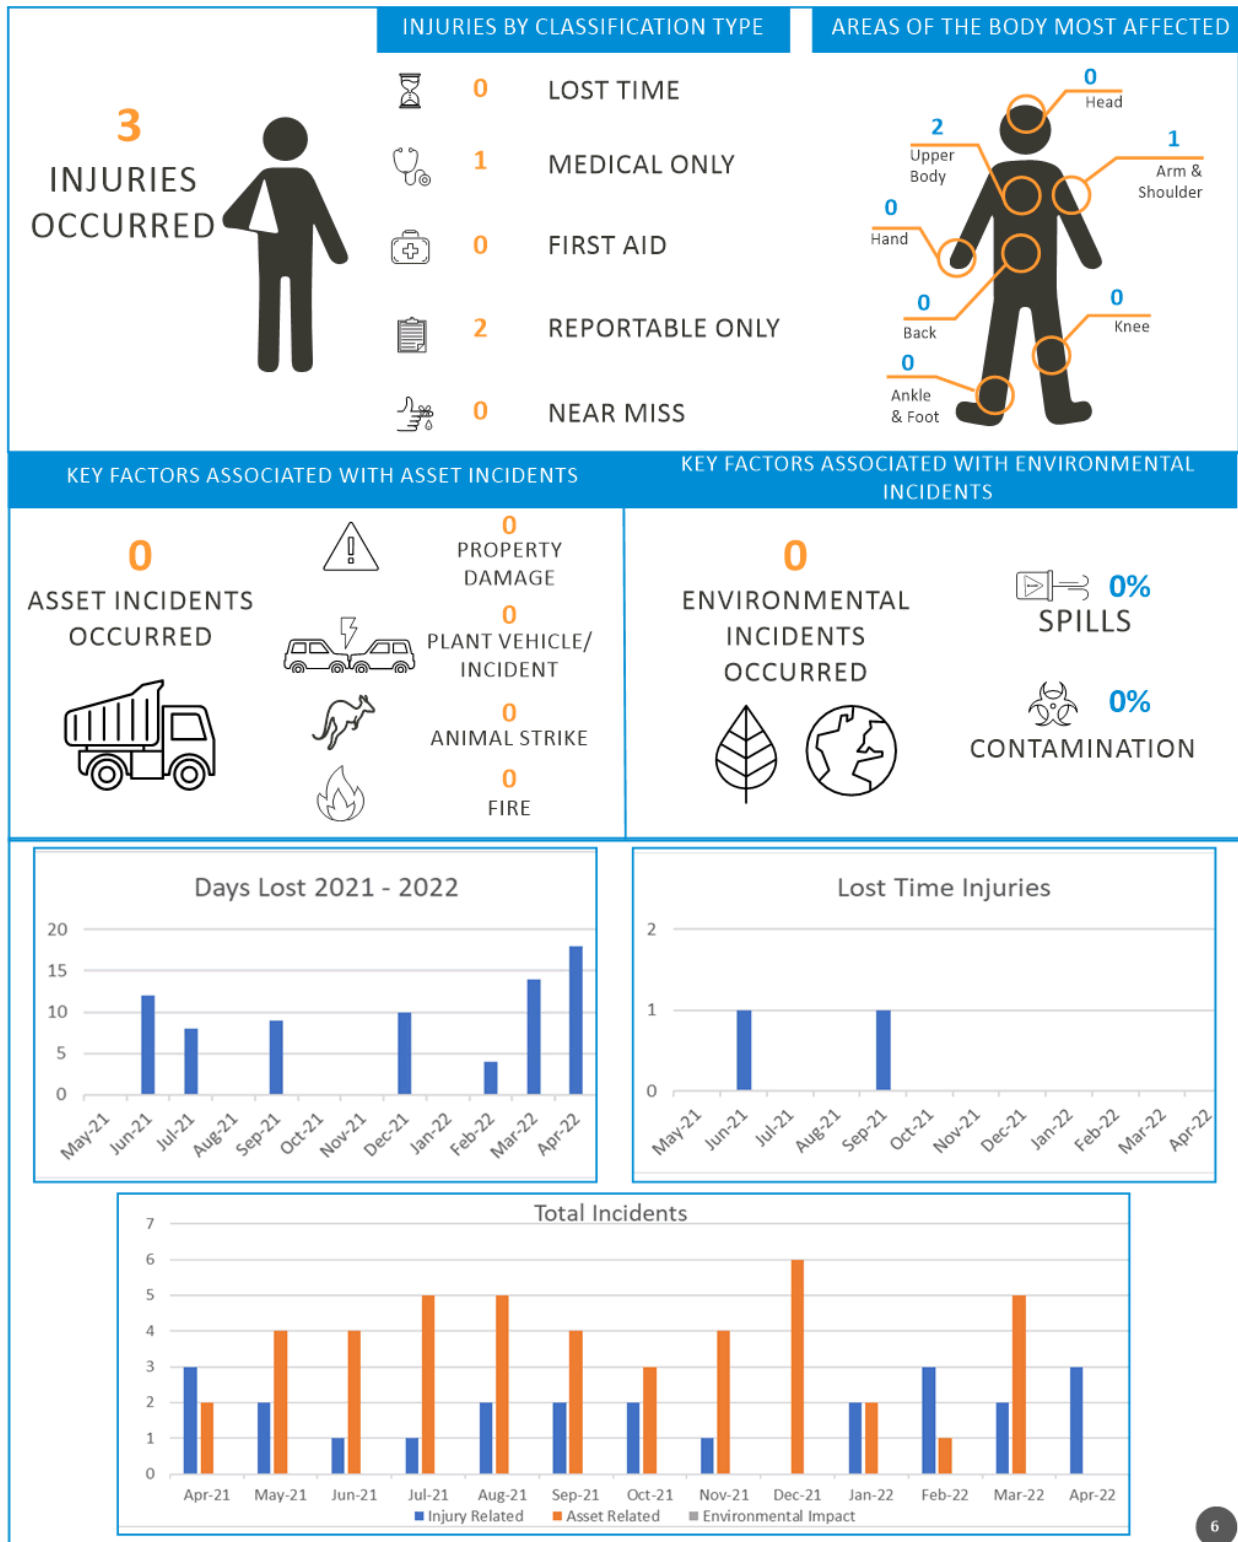 3
INJURIES
OCCURRED
INJURIES BY CLASSIFICATION TYPE
0 LOST TIME
1 MEDICAL ONLY
0 FIRST AID
2 REPORTABLE ONLY
0 NEAR MISS
AREAS OF THE BODY MOST AFFECTED
0
Head
2
Upper
Body
1
Arm &
Shoulder
0
Hand
0
Back
0
Knee
0
Ankle
& Foot
KEY FACTORS ASSOCIATED WITH ASSET INCIDENTS
0
ASSET INCIDENTS
OCCURRED
0
PROPERTY
DAMAGE
0
PLANT VEHICLE/
INCIDENT
0
ANIMAL STRIKE
0
FIRE
KEY FACTORS ASSOCIATED WITH ENVIRONMENTAL
INCIDENTS
0
ENVIRONMENTAL
INCIDENTS
OCCURRED
0%
SPILLS
0%
CONTAMINATION
Days Lost 2021 - 2022
20
15
10
5
0
May-21 Jun-21 Jul-21 Aug-21 Sep-21 Oct-21 Nov-21 Dec-21 Jan-22 Feb-22 Mar-22 Apr-22
Lost Time Injuries
2
1
0
May-21 Jun-21 Jul-21 Aug-21 Sep-21 Oct-21 Nov-21 Dec-21 Jan-22 Feb-22 Mar-22 Apr-22
Total Incidents
7
6
5
4
3
2
1
0
Apr-21 May-21 Jun-21 Jul-21 Aug-21 Sep-21 Oct-21 Nov-21 Dec-21 Jan-22 Feb-22 Mar-22 Apr-22
Injury Related Asset Related Environmental Impact
6